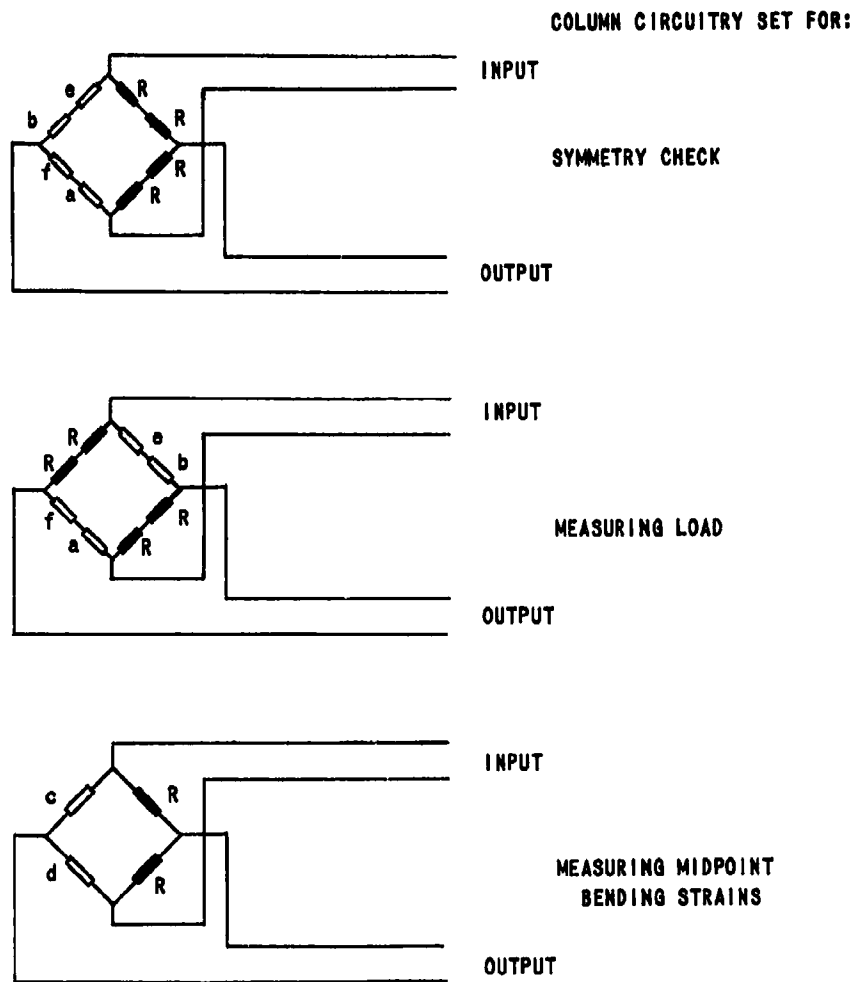 COLUMN CIRCUITRY SET FOR:
INPUT
e R
b R
SYMMETRY CHECK
f R
a R
OUTPUT
INPUT
R e
R b
f R
a R
MEASURING LOAD
OUTPUT
INPUT
c R
d R
MEASURING MIDPOINT
BENDING STRAINS
OUTPUT